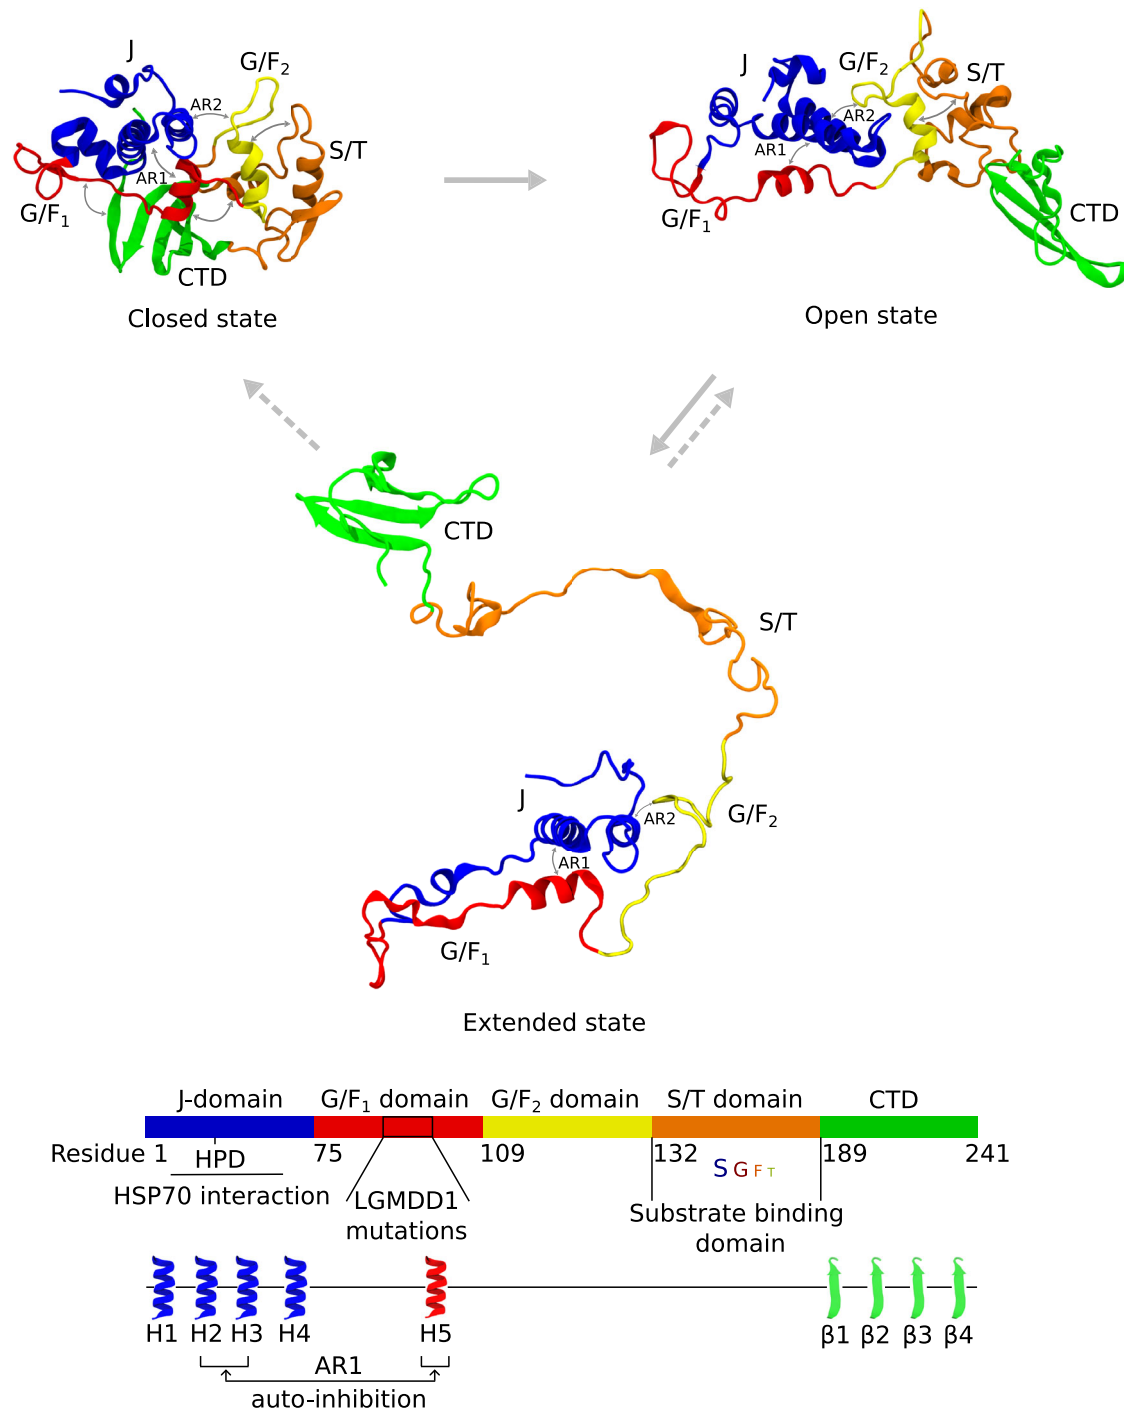 J
G/F₂
AR2
S/T
AR1
G/F₁
CTD
Closed state
J
G/F₂
S/T
AR2
AR1
G/F₁
CTD
Open state
CTD
S/T
J
AR2
G/F₂
AR1
G/F₁
Extended state
J-domain G/F₁ domain G/F₂ domain S/T domain CTD
Residue 1 75 109 132 189 241
HPD
S G F T
HSP70 interaction
LGMDD1
mutations
Substrate binding
domain
H1 H2 H3 H4 H5 β1 β2 β3 β4
AR1
auto-inhibition